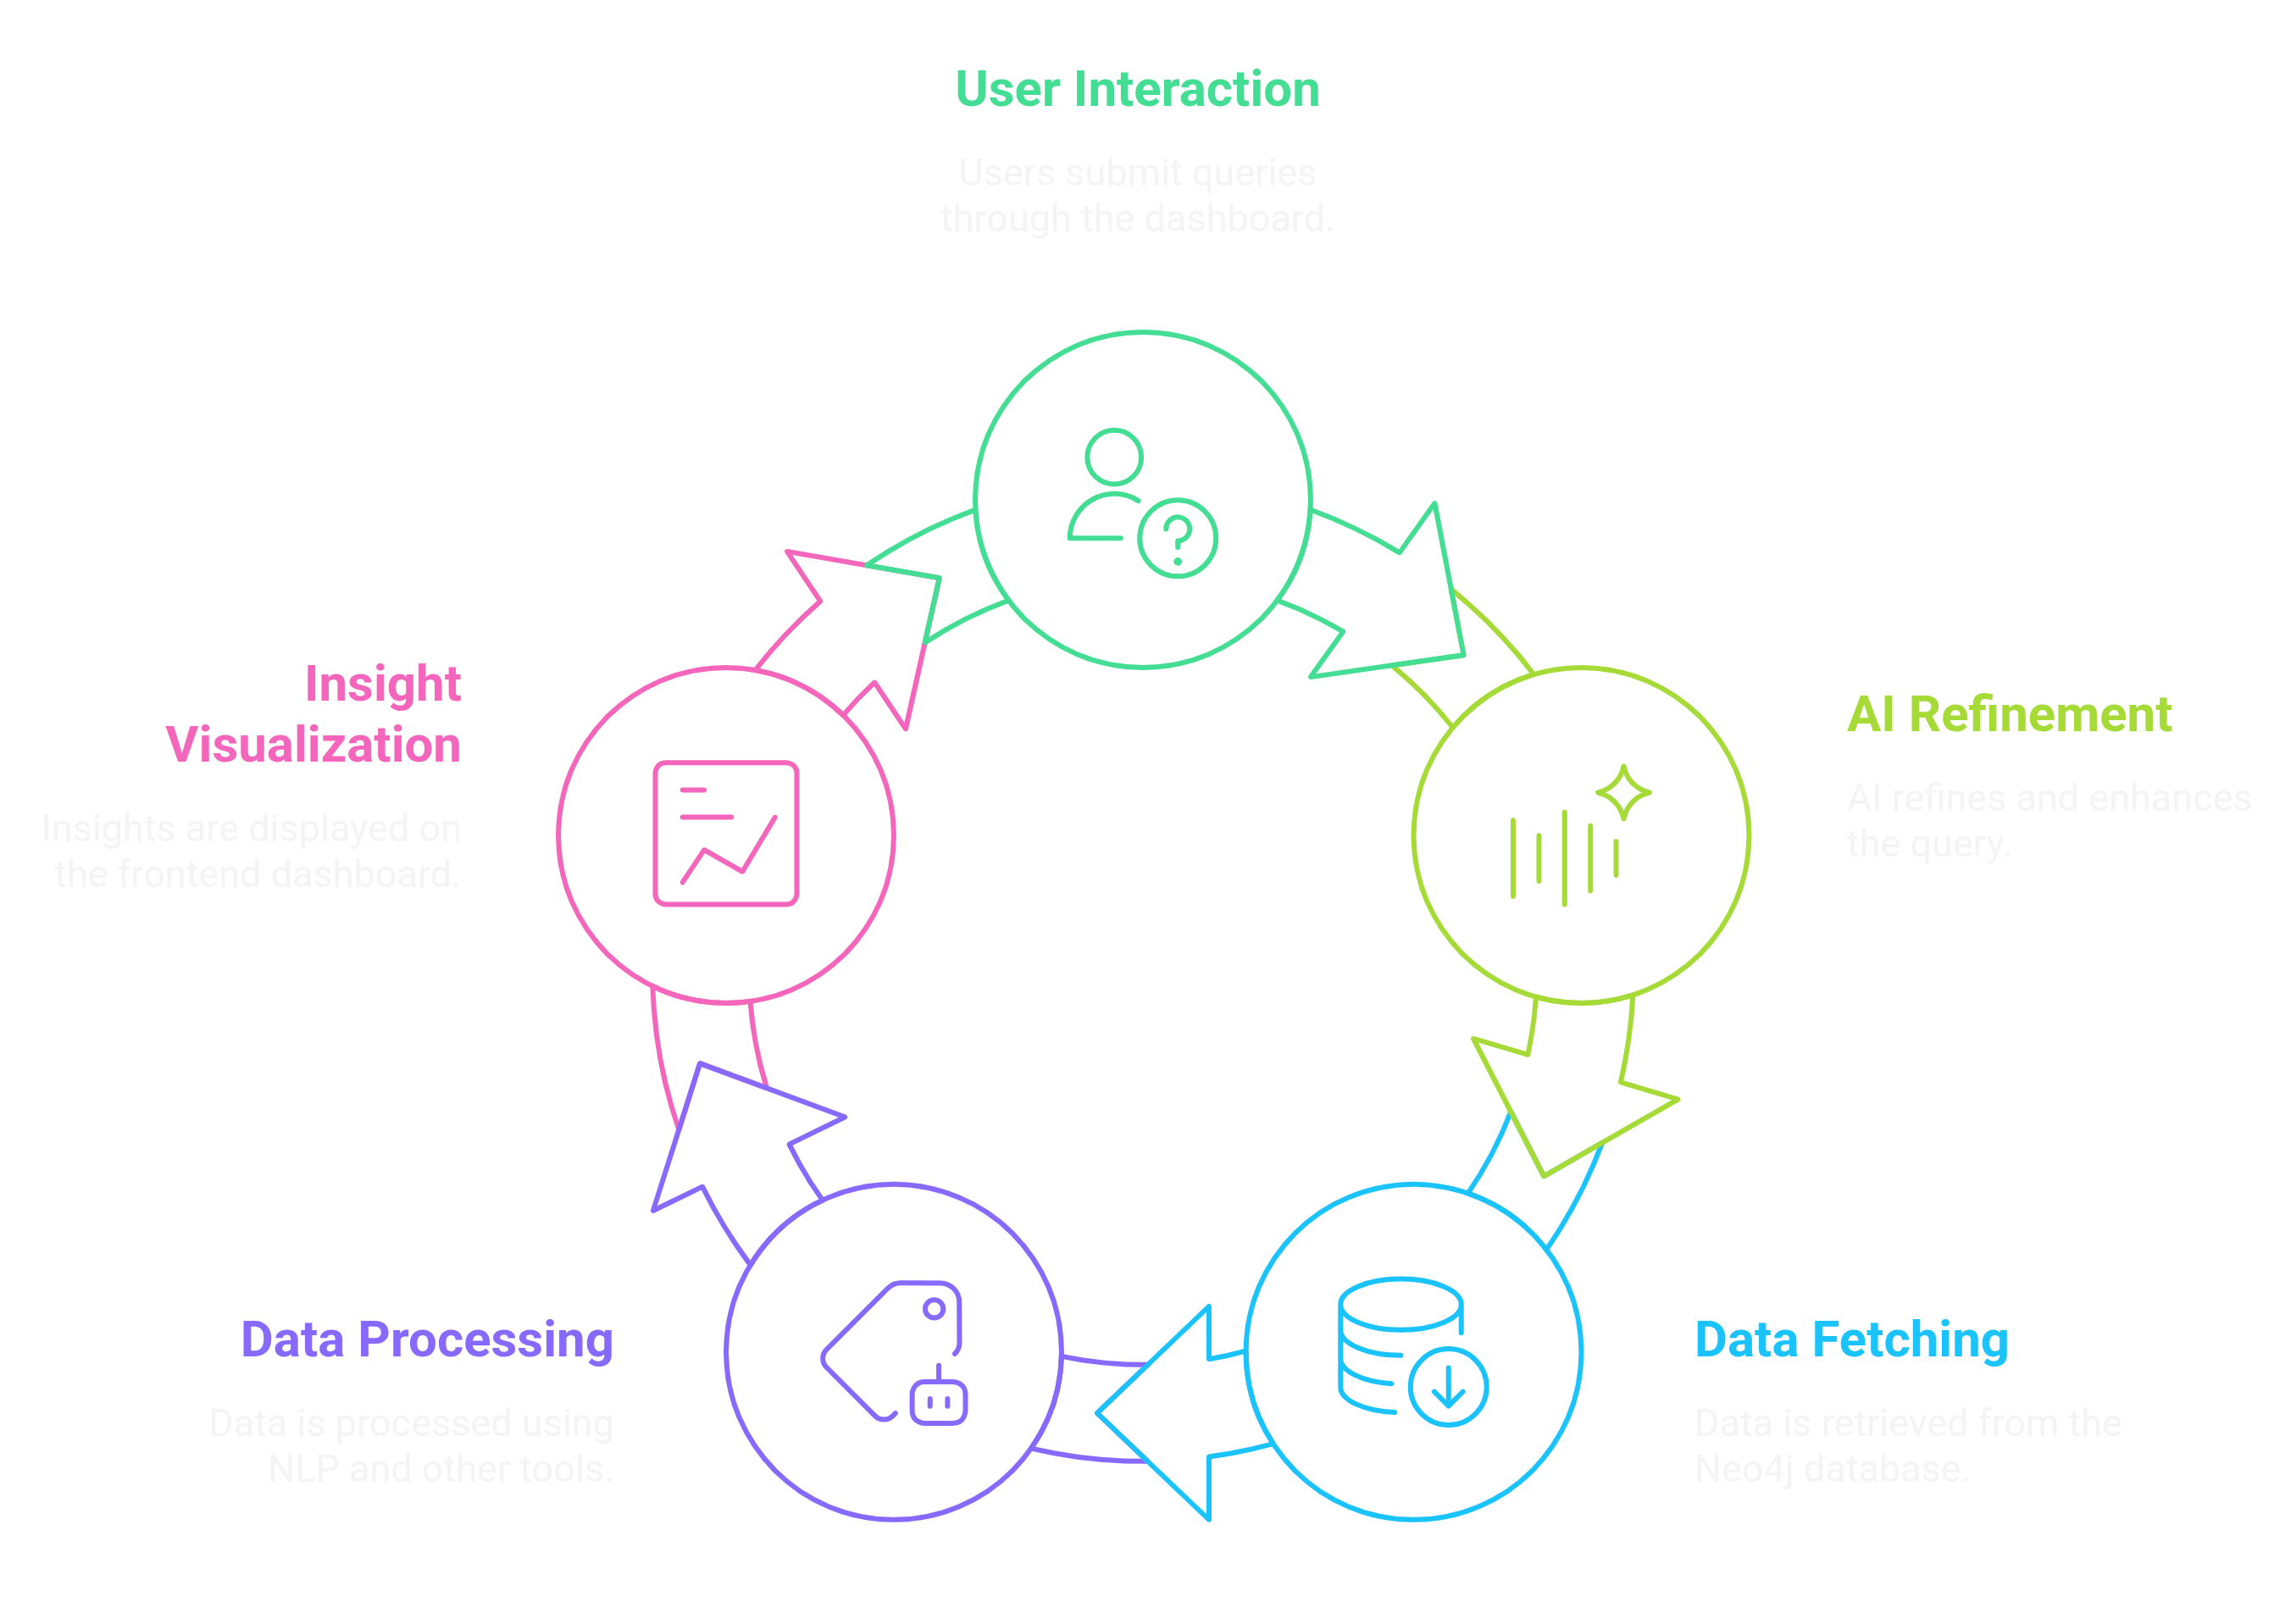 User Interaction
Users submit queries
through the dashboard.
AI Refinement
AI refines and enhances
the query.
Data Fetching
Data is retrieved from the
Neo4j database.
Data Processing
Data is processed using
NLP and other tools.
Insight
Visualization
Insights are displayed on
the frontend dashboard.